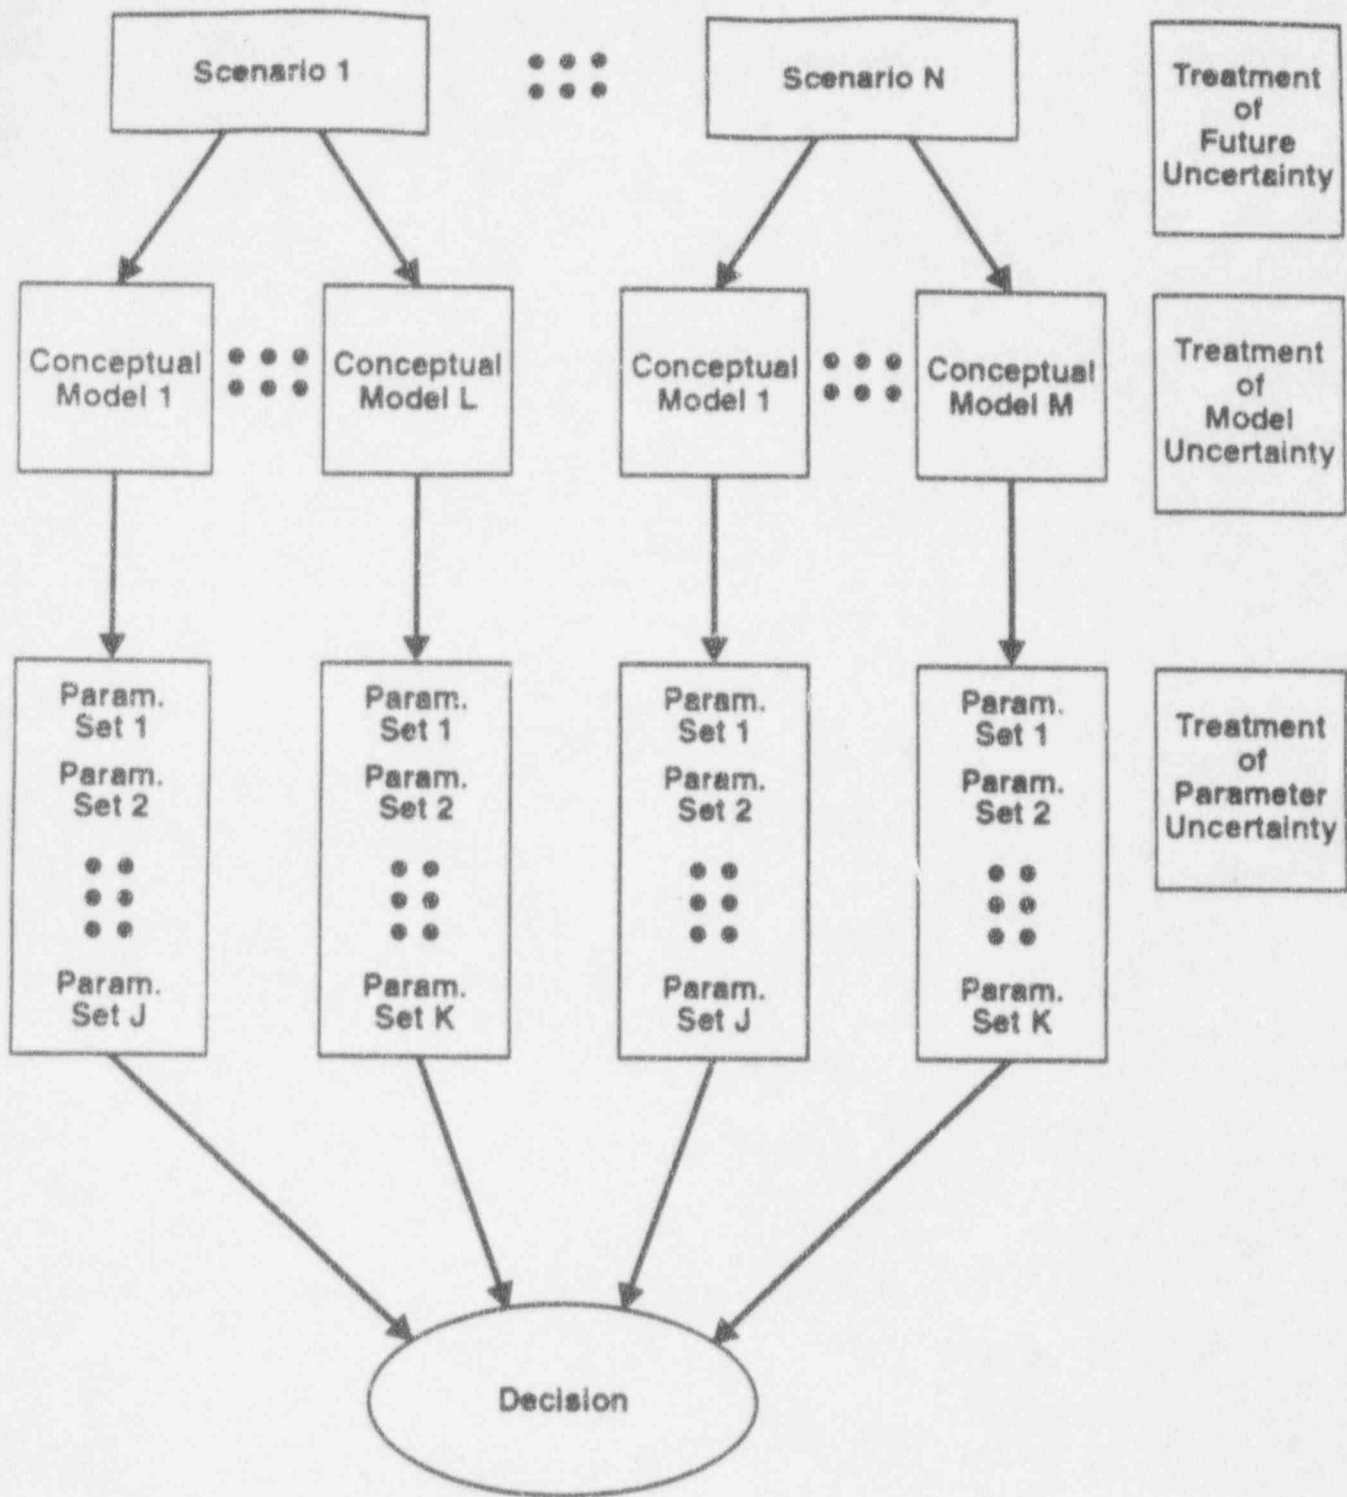 Scenario 1
Scenario N
Treatment
of
Future
Uncertainty
Conceptual
Model 1
Conceptual
Model L
Conceptual
Model 1
Conceptual
Model M
Treatment
of
Model
Uncertainty
Param.
Set 1
Param.
Set 2
Param.
Set J
Param.
Set 1
Param.
Set 2
Param.
Set K
Param.
Set 1
Param.
Set 2
Param.
Set J
Param.
Set 1
Param.
Set 2
Param.
Set K
Treatment
of
Parameter
Uncertainty
Decision